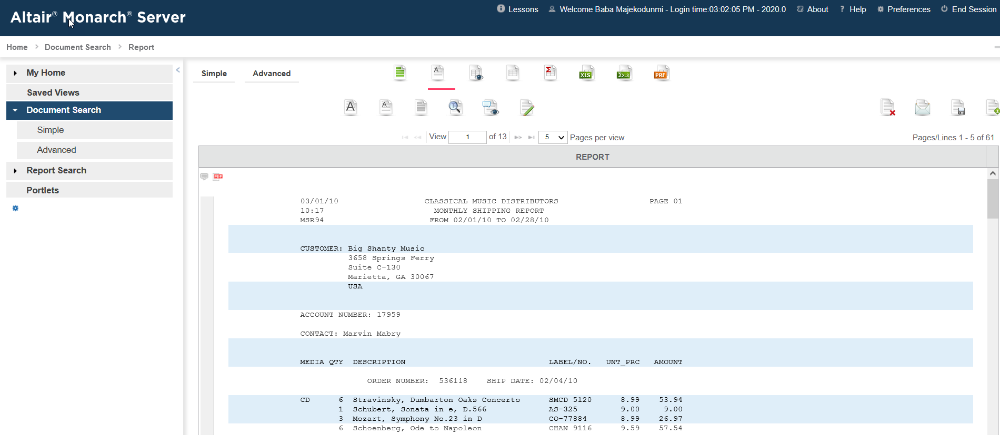 Altair® Monarch® Server
Lessons Welcome Baba Majekodunmi - Login time:03:02:05 PM - 2020.0 About ? Help Preferences End Session
Home > Document Search > Report
My Home
Saved Views
Document Search
Simple
Advanced
Report Search
Portlets
<
Simple Advanced
A Σ XLS ΣXLS PRF
A A T
View 1 of 13 5 Pages per view Pages/Lines 1 - 5 of 61
REPORT
PDF
03/01/10 CLASSICAL MUSIC DISTRIBUTORS PAGE 01
10:17 MONTHLY SHIPPING REPORT
MSR94 FROM 02/01/10 TO 02/28/10
CUSTOMER: Big Shanty Music
3658 Springs Ferry
Suite C-130
Marietta, GA 30067
USA
ACCOUNT NUMBER: 17959
CONTACT: Marvin Mabry
MEDIA QTY DESCRIPTION LABEL/NO. UNT_PRC AMOUNT
ORDER NUMBER: 536118 SHIP DATE: 02/04/10
CD 6 Stravinsky, Dumbarton Oaks Concerto SMCD 5120 8.99 53.94
1 Schubert, Sonata in e, D.566 AS-325 9.00 9.00
3 Mozart, Symphony No.23 in D CO-77884 8.99 26.97
6 Schoenberg, Ode to Napoleon CHAN 9116 9.59 57.54